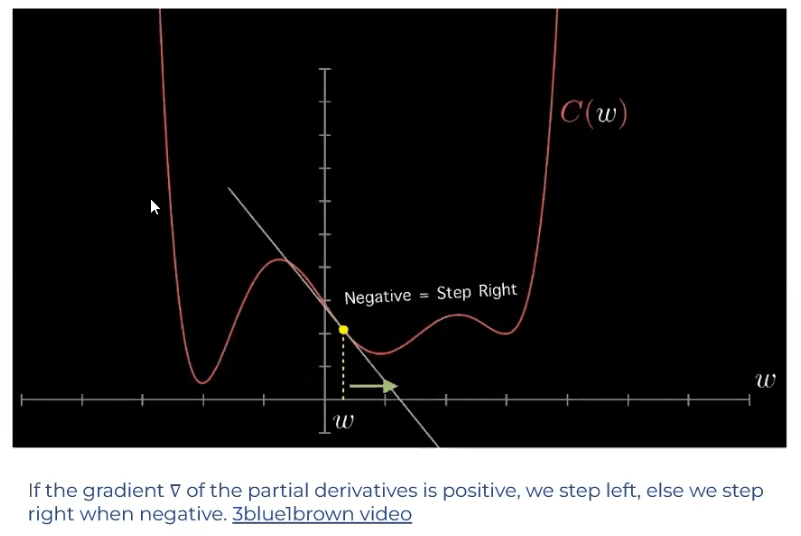 C(w)
Negative = Step Right
w
w
If the gradient ∇ of the partial derivatives is positive, we step left, else we step
right when negative. 3blue1brown video